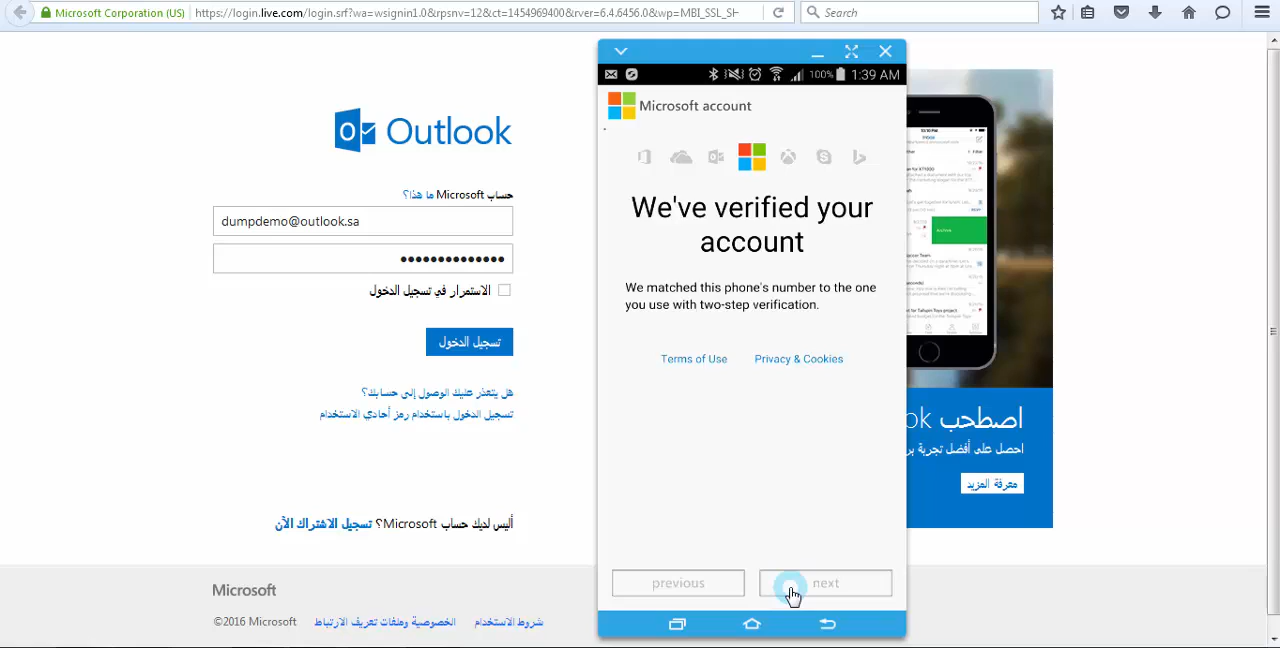 Microsoft Corporation (US)
https://login.live.com/login.srf?wa=wsignin1.0&rpsnv=12&ct=1454969400&rver=6.4.6456.0&wp=MBI_SSL_SH
Search
Outlook
حساب Microsoft ما هذا؟
@outlook.sa
الاستمرار في تسجيل الدخول
تسجيل الدخول
هل يتعذر عليك الوصول إلى حسابك؟
تسجيل الدخول باستخدام رمز أحادي الاستخدام
أليس لديك حساب Microsoft؟ تسجيل الاشتراك الآن
Microsoft
©2016 Microsoft
الخصوصية وملفات تعريف الارتباط
شروط الاستخدام
100%
1:39 AM
Microsoft account
We've verified your
account
We matched this phone's number to the one
you use with two-step verification.
Terms of Use
Privacy & Cookies
previous
next
Inbox
اصطحب ok
احصل على أفضل تجربة بر
معرفة المزيد